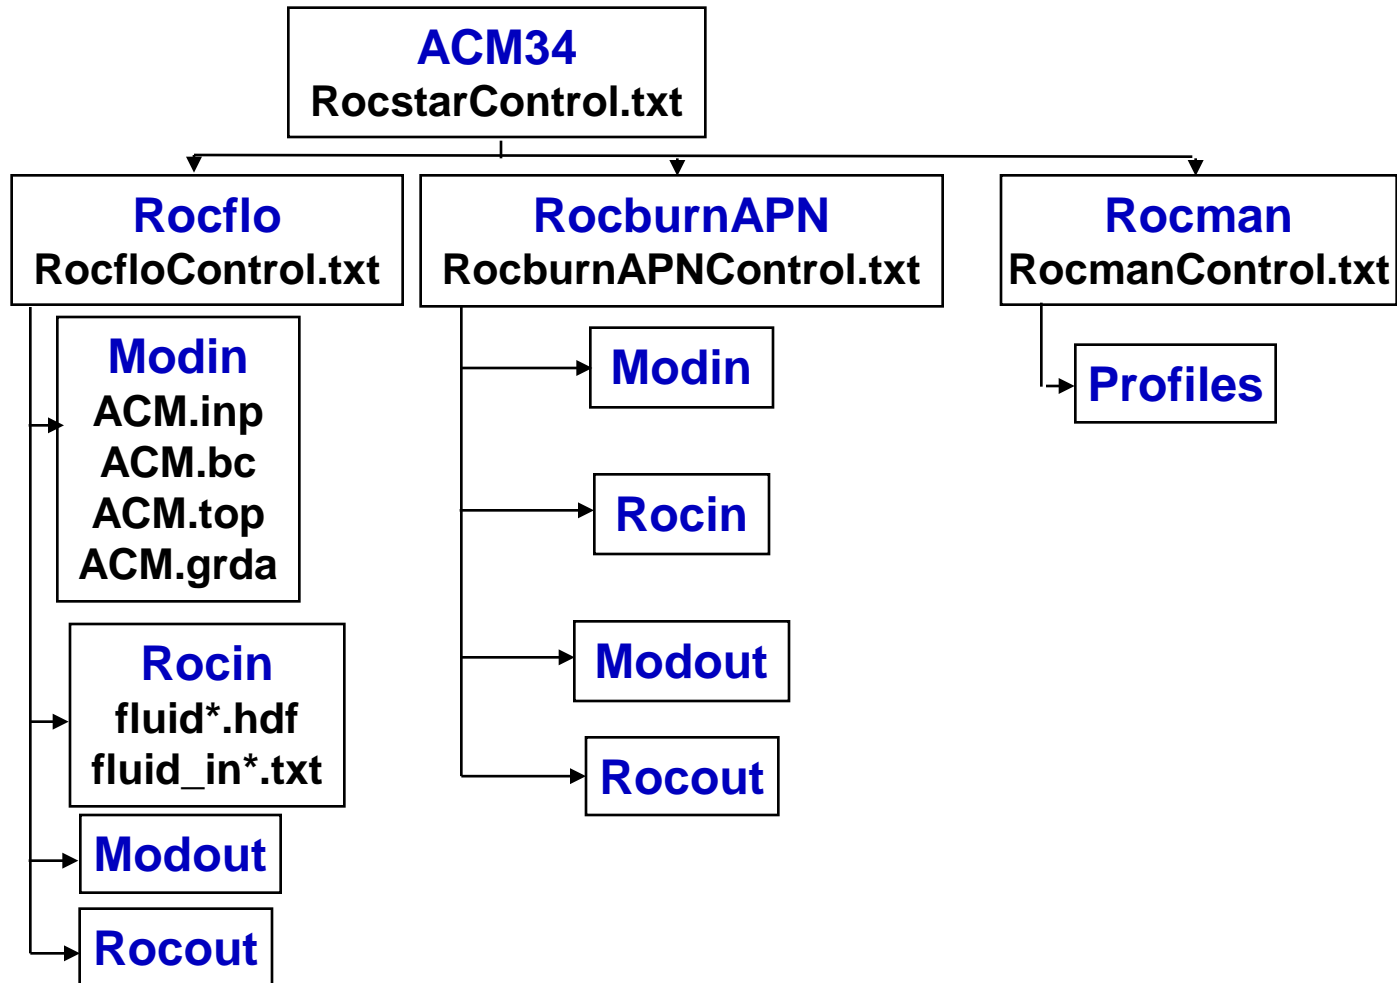 ACM34
RocstarControl.txt
Rocflo
RocfloControl.txt
RocburnAPN
RocburnAPNControl.txt
Rocman
RocmanControl.txt
Modin
ACM.inp
ACM.bc
ACM.top
ACM.grda
Rocin
fluid*.hdf
fluid_in*.txt
Modout
Rocout
Modin
Rocin
Modout
Rocout
Profiles